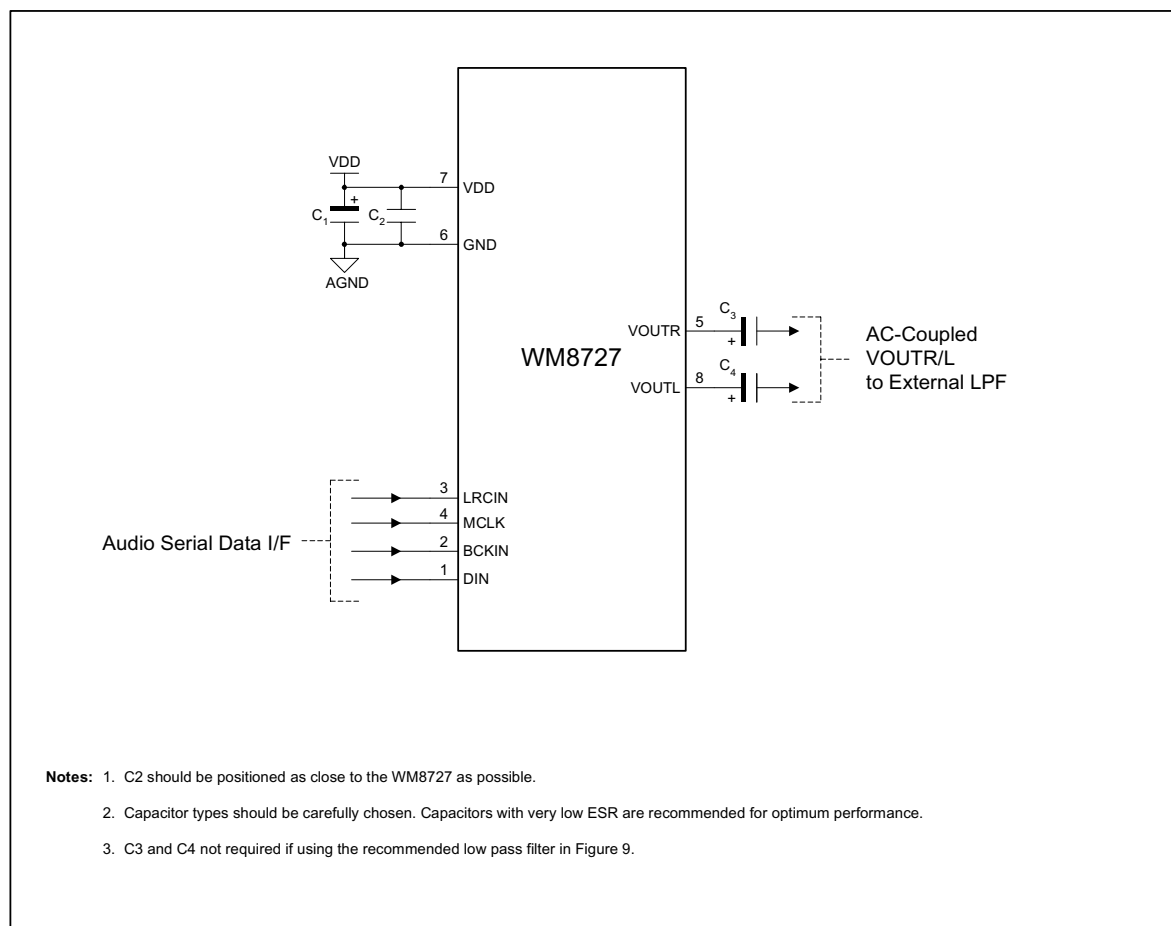 VDD
7
VDD
+
C1
C2
6
GND
AGND
C3
VOUTR
5
+
AC-Coupled
VOUTR/L
to External LPF
WM8727
C4
VOUTL
8
+
3
LRCIN
4
MCLK
Audio Serial Data I/F
2
BCKIN
1
DIN
Notes: 1. C2 should be positioned as close to the WM8727 as possible.
2. Capacitor types should be carefully chosen. Capacitors with very low ESR are recommended for optimum performance.
3. C3 and C4 not required if using the recommended low pass filter in Figure 9.